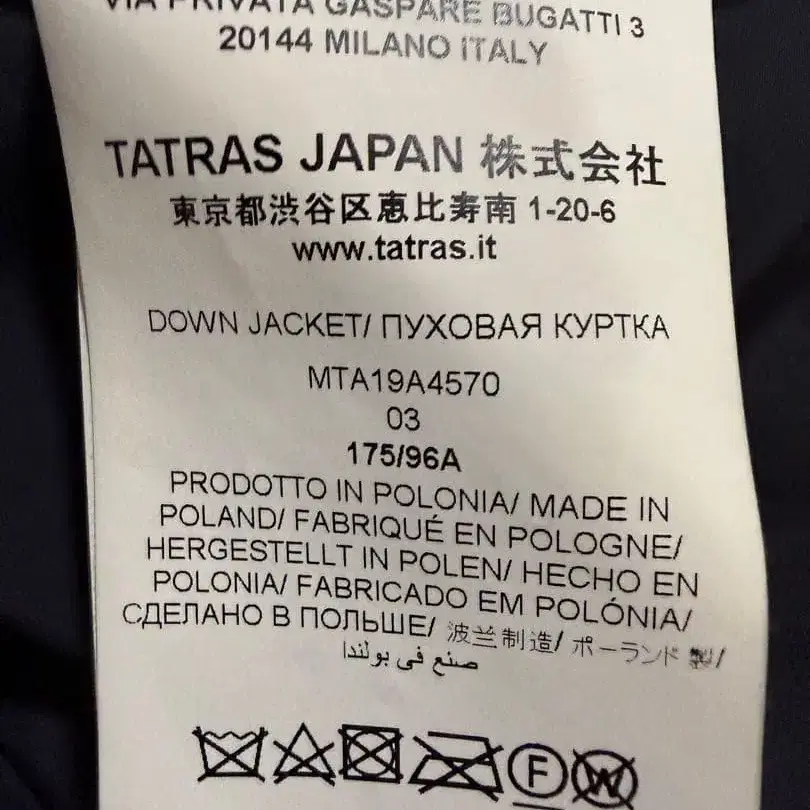 VIA PRIVATA GASPARE BUGATTI 3
20144 MILANO ITALY
TATRAS JAPAN 株式会社
東京都渋谷区恵比寿南 1-20-6
www.tatras.it
DOWN JACKET/ ПУХОВАЯ КУРТКА
MTA19A4570
03
175/96A
PRODOTTO IN POLONIA/ MADE IN
POLAND/ FABRIQUÉ EN POLOGNE/
HERGESTELLT IN POLEN/ HECHO EN
POLONIA/ FABRICADO EM POLÓNIA/
СДЕЛАНО В ПОЛЬШЕ/ 波兰制造/ ポーランド 製/
صنع في بولندا
F W